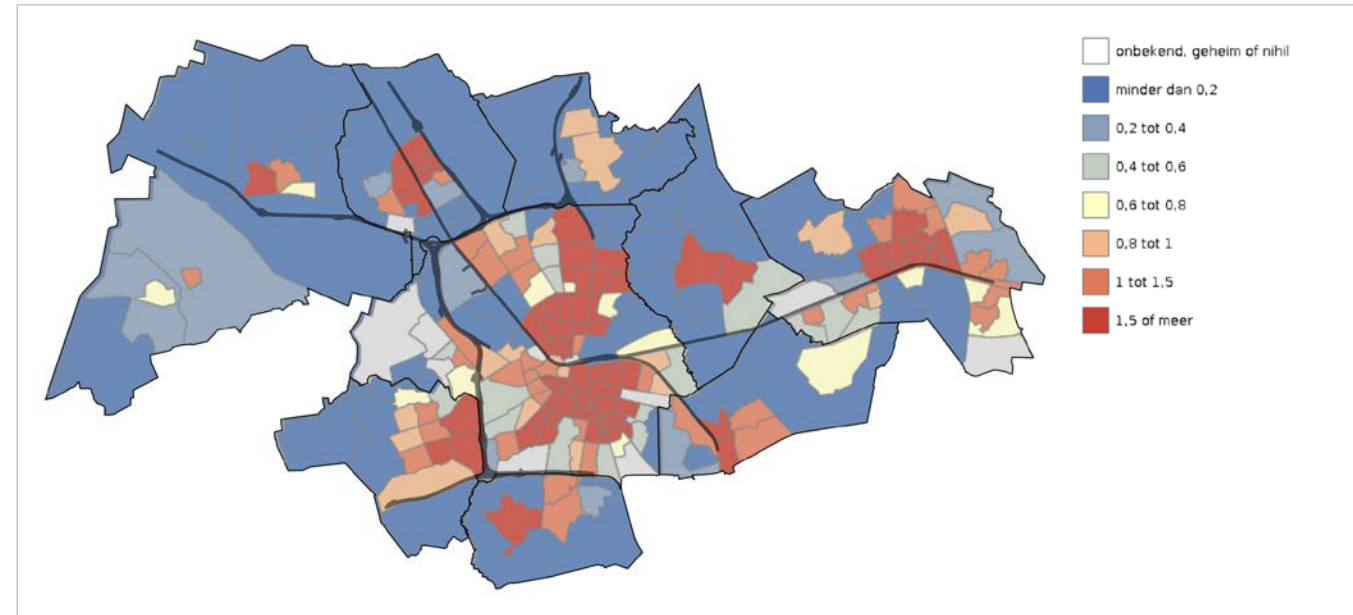 onbekend, geheim of nihil
minder dan 0,2
0,2 tot 0,4
0,4 tot 0,6
0,6 tot 0,8
0,8 tot 1
1 tot 1,5
1,5 of meer